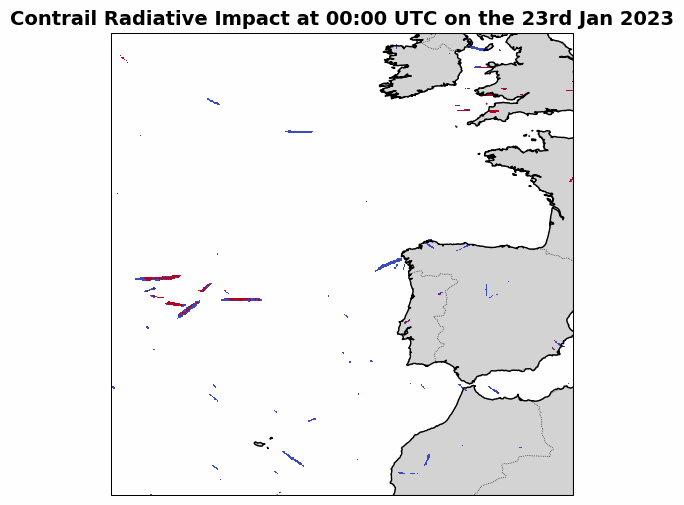 Contrail Radiative Impact at 00:00 UTC on the 23rd Jan 2023